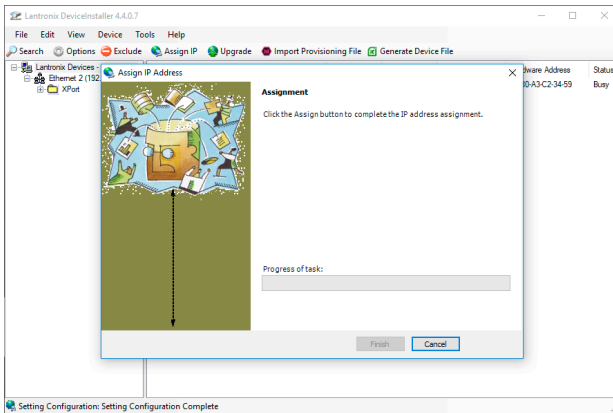 Lantronix DeviceInstaller 4.4.0.7
File Edit View Device Tools Help
Search Options Exclude Assign IP Upgrade Import Provisioning File Generate Device File
Lantronix Devices -
Ethernet 2 (192
XPort
dware Address Status
0-A3-C2-34-59 Busy
Assign IP Address
Assignment
Click the Assign button to complete the IP address assignment.
Progress of task:
Finish Cancel
Setting Configuration: Setting Configuration Complete